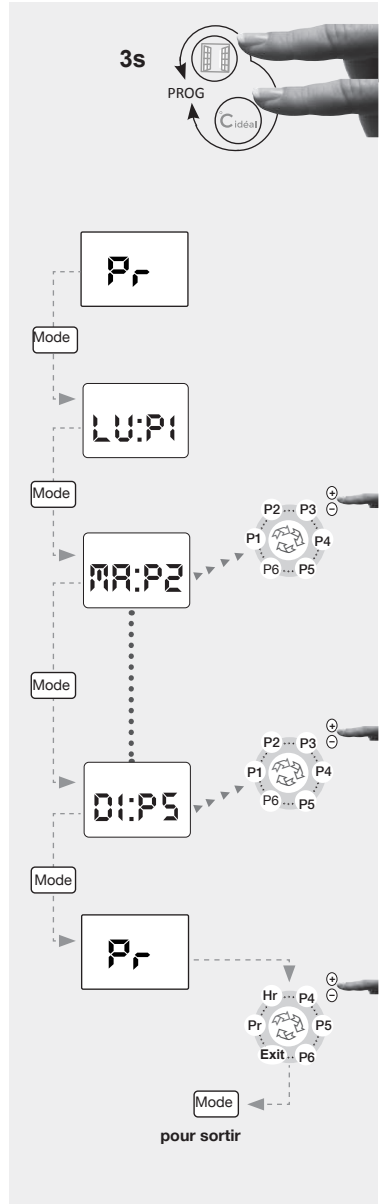 3s
PROG
°C idéal
Pr
Mode
LU:P1
Mode
P2 P3 +
−
MA:P2
P1 P4
P6 P5
Mode
P2 P3 +
−
P1 P4
DI:P5
P6 P5
Mode
Pr
+
Hr P4 −
Pr P5
Exit P6
Mode
pour sortir